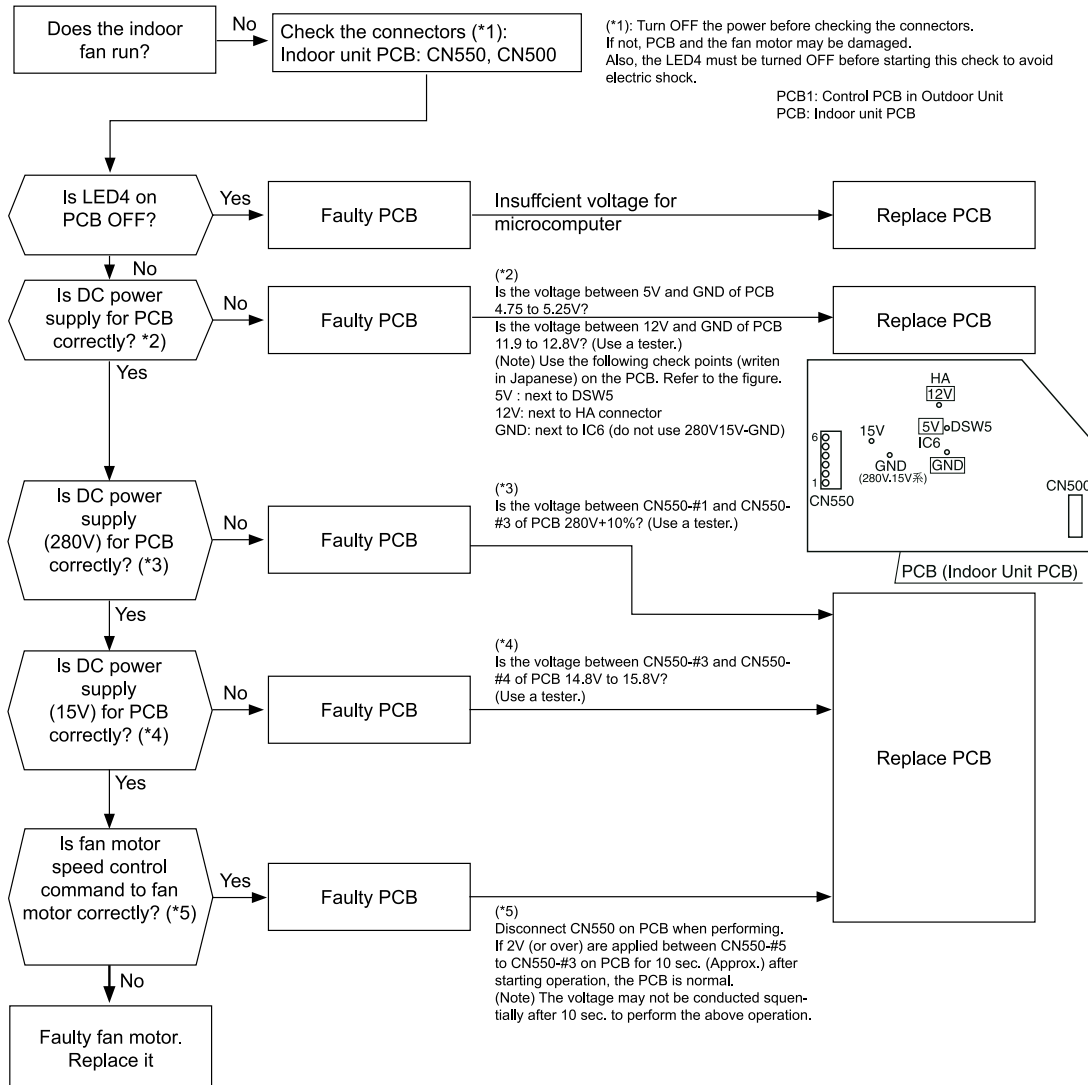 Does the indoor
fan run?
No
Check the connectors (*1):
Indoor unit PCB: CN550, CN500
(*1): Turn OFF the power before checking the connectors.
If not, PCB and the fan motor may be damaged.
Also, the LED4 must be turned OFF before starting this check to avoid
electric shock.
PCB1: Control PCB in Outdoor Unit
PCB: Indoor unit PCB
Is LED4 on
PCB OFF?
Yes
Faulty PCB
Insuffcient voltage for
microcomputer
Replace PCB
No
Is DC power
supply for PCB
correctly? *2)
No
Faulty PCB
(*2)
Is the voltage between 5V and GND of PCB
4.75 to 5.25V?
Is the voltage between 12V and GND of PCB
11.9 to 12.8V? (Use a tester.)
(Note) Use the following check points (writen
in Japanese) on the PCB. Refer to the figure.
5V : next to DSW5
12V: next to HA connector
GND: next to IC6 (do not use 280V15V-GND)
Replace PCB
Yes
HA
12V
15V
5V
DSW5
IC6
6
1
GND
(280V.15V系)
GND
CN550
CN500
PCB (Indoor Unit PCB)
Is DC power
supply
(280V) for PCB
correctly? (*3)
No
Faulty PCB
(*3)
Is the voltage between CN550-#1 and CN550-
#3 of PCB 280V+10%? (Use a tester.)
Yes
Is DC power
supply
(15V) for PCB
correctly? (*4)
No
Faulty PCB
(*4)
Is the voltage between CN550-#3 and CN550-
#4 of PCB 14.8V to 15.8V?
(Use a tester.)
Replace PCB
Yes
Is fan motor
speed control
command to fan
motor correctly? (*5)
Yes
Faulty PCB
(*5)
Disconnect CN550 on PCB when performing.
If 2V (or over) are applied between CN550-#5
to CN550-#3 on PCB for 10 sec. (Approx.) after
starting operation, the PCB is normal.
(Note) The voltage may not be conducted squen-
tially after 10 sec. to perform the above operation.
No
Faulty fan motor.
Replace it